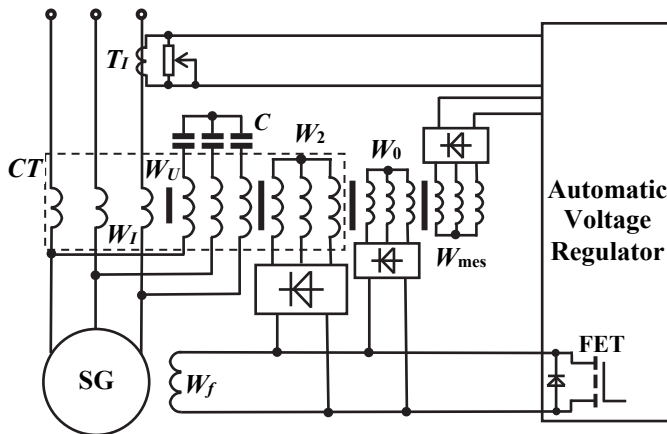 T_I
C
W_2
W_0
CT
W_U
W_I
W_mes
Automatic
Voltage
Regulator
FET
SG
W_f